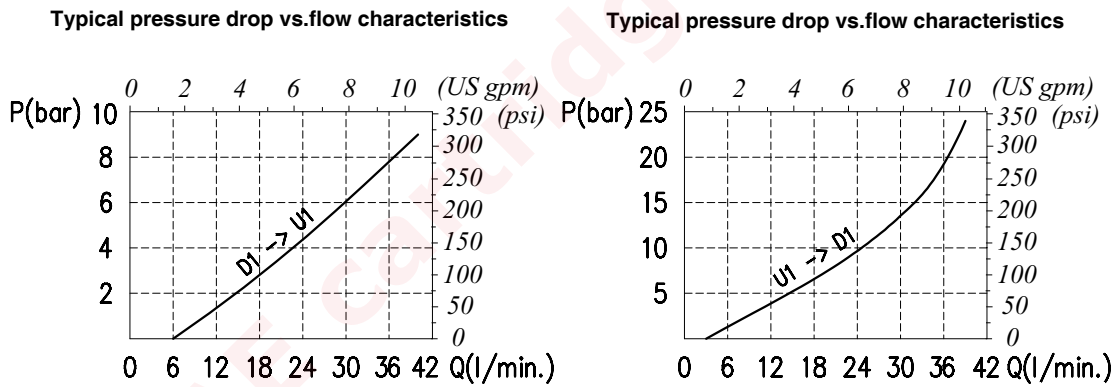 Typical pressure drop vs.flow characteristics
0 2 4 6 8 10 (US gpm)
P(bar) 10 350 (psi)
300
8
250
6 200
4 150
100
2 50
0
D1 -> U1
0 6 12 18 24 30 36 42 Q(l/min.)
Typical pressure drop vs.flow characteristics
0 2 4 6 8 10 (US gpm)
P(bar) 25 350 (psi)
300
20
250
15 200
10 150
100
5 50
0
U1 -> D1
0 6 12 18 24 30 36 42 Q(l/min.)
cartridg